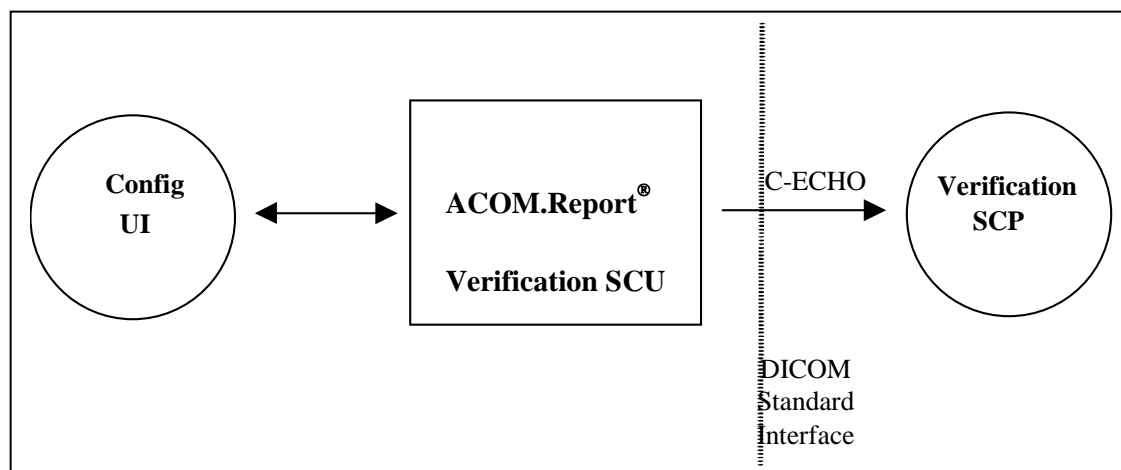 Config
UI
ACOM.Report®
Verification SCU
C-ECHO
Verification
SCP
DICOM
Standard
Interface